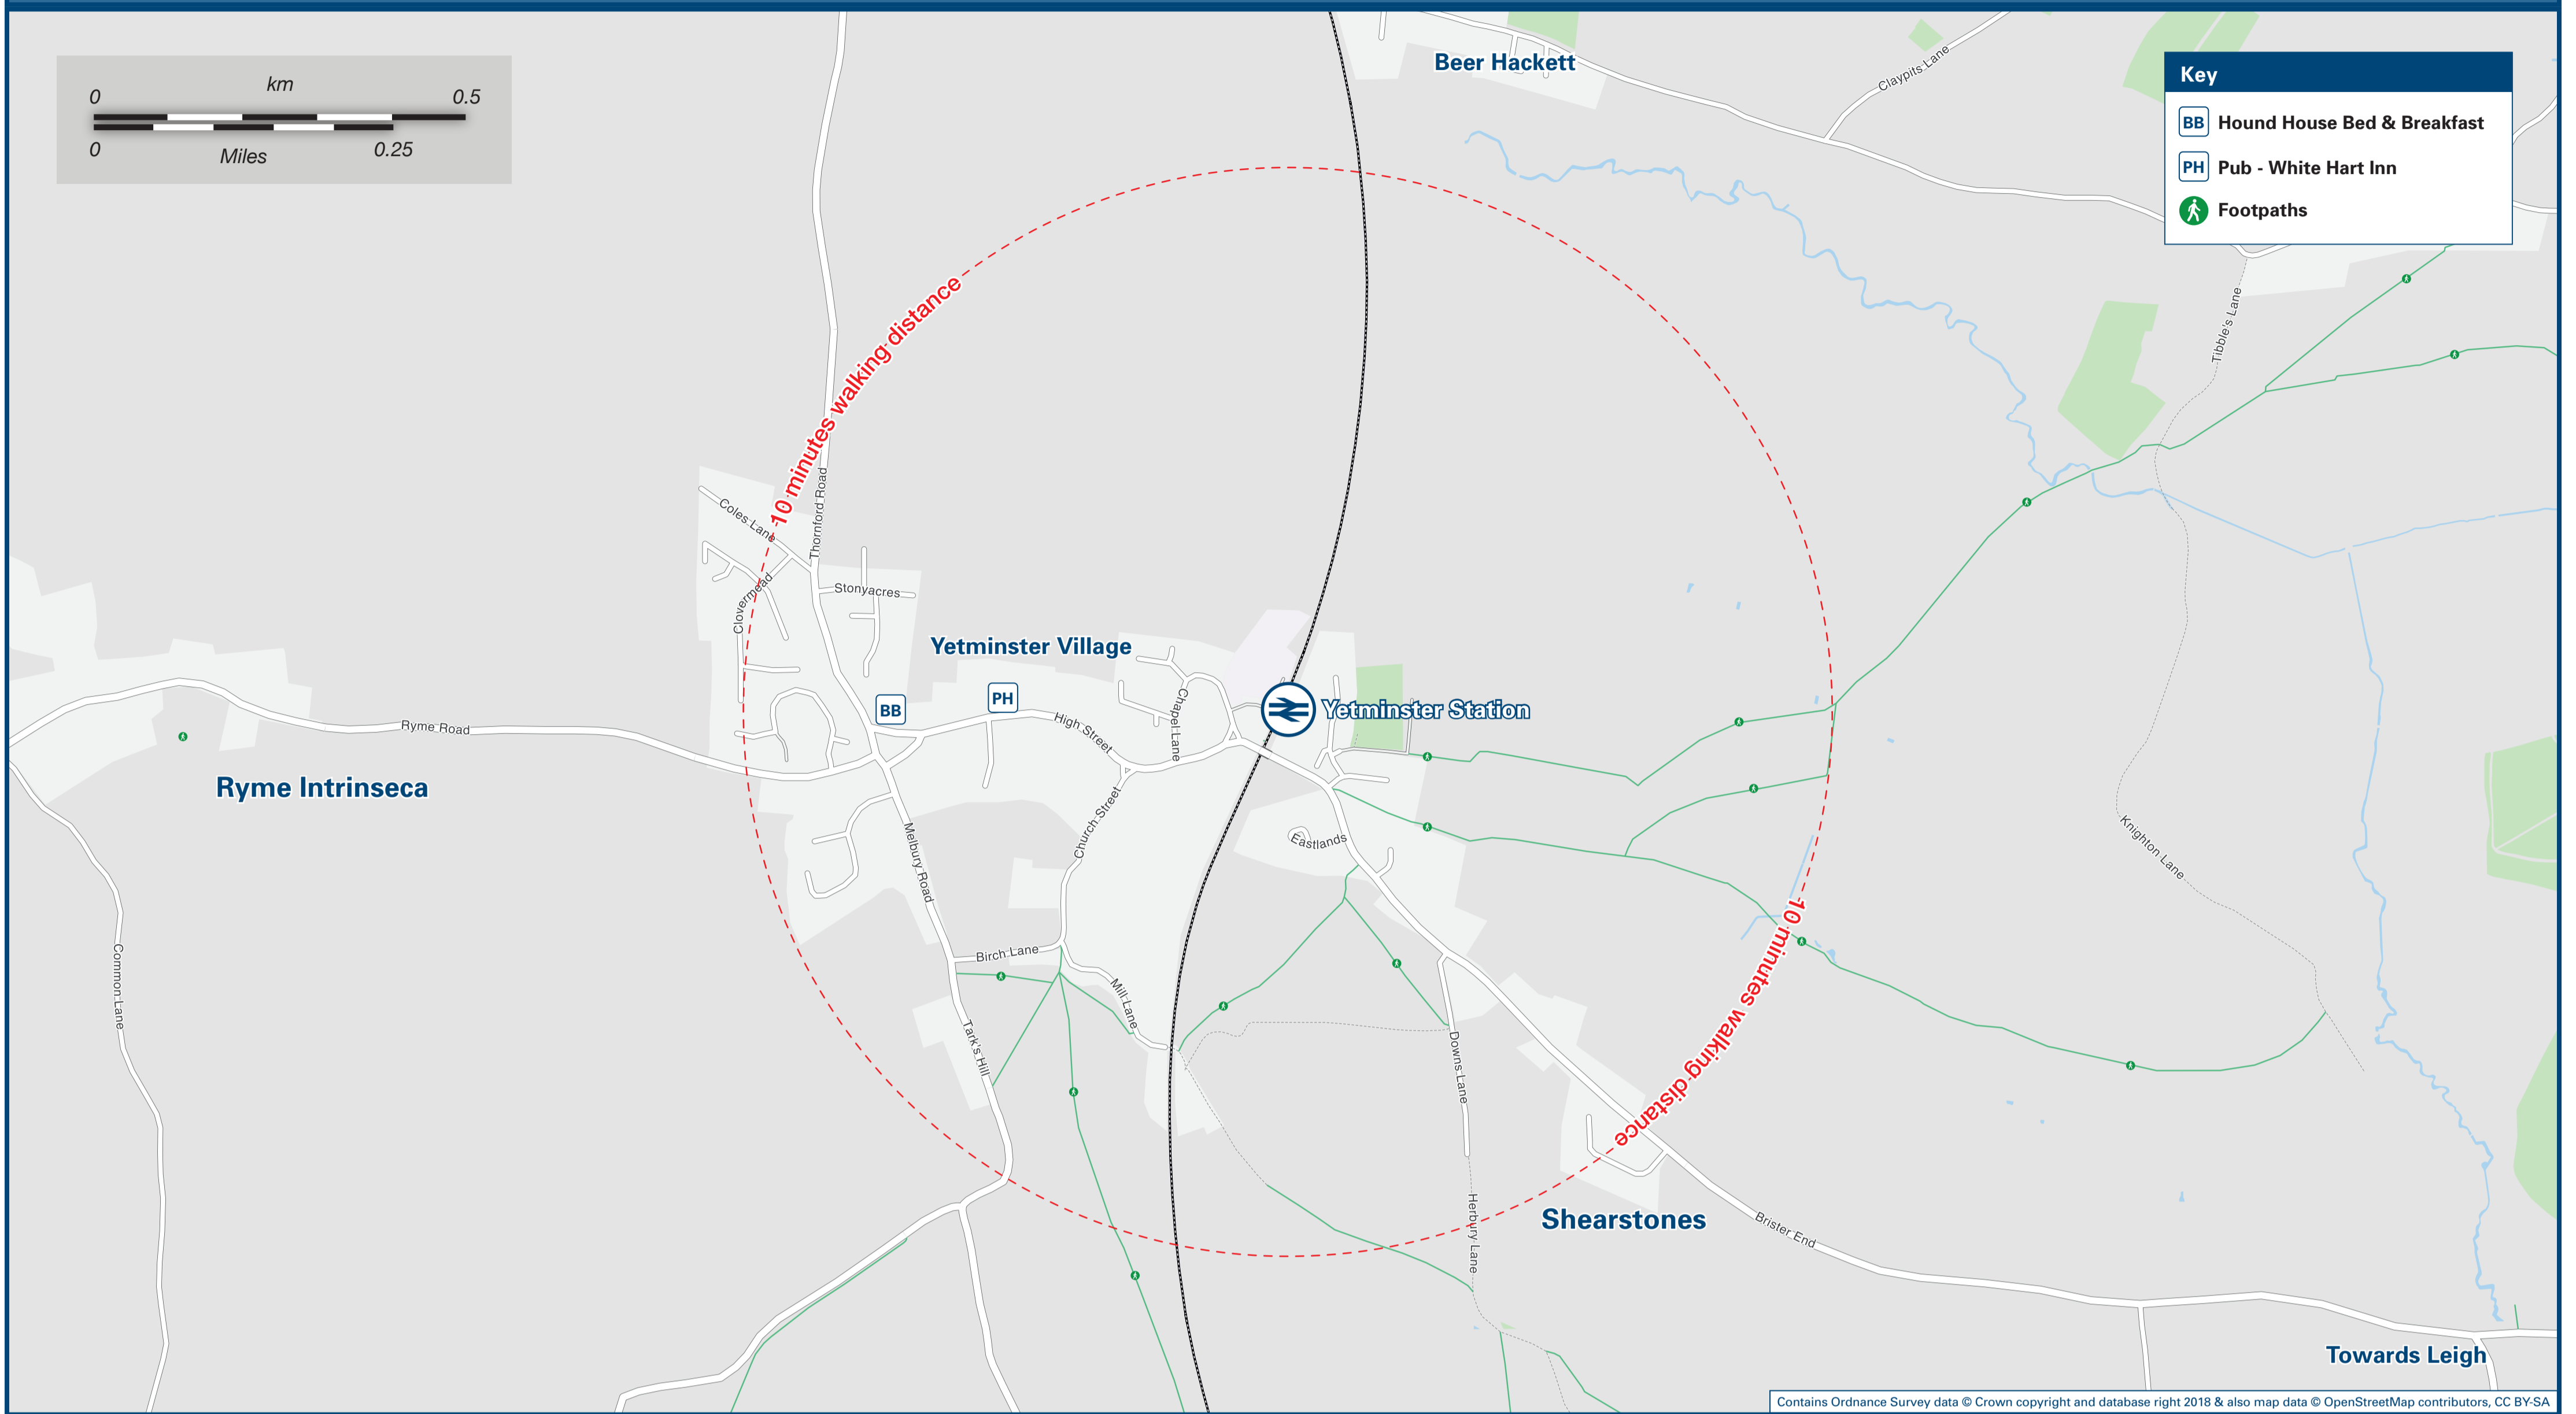 km
0
0.5
0
Miles
0.25
Beer Hackett
Claypits Lane
Key
BB
Hound House Bed & Breakfast
PH
Pub - White Hart Inn
Footpaths
Tibble's Lane
10 minutes walking distance
Coles Lane
Thornford Road
Clovermead
Stonyacres
Yetminster Village
BB
PH
Chapel Lane
High Street
Yetminster Station
Ryme Road
Ryme Intrinseca
Church Street
Melbury Road
Eastlands
Knighton Lane
Common Lane
Birch Lane
Mill Lane
Tark's Hill
Downs Lane
10 minutes walking distance
Herbury Lane
Shearstones
Brister End
Towards Leigh
Contains Ordnance Survey data © Crown copyright and database right 2018 & also map data © OpenStreetMap contributors, CC BY-SA